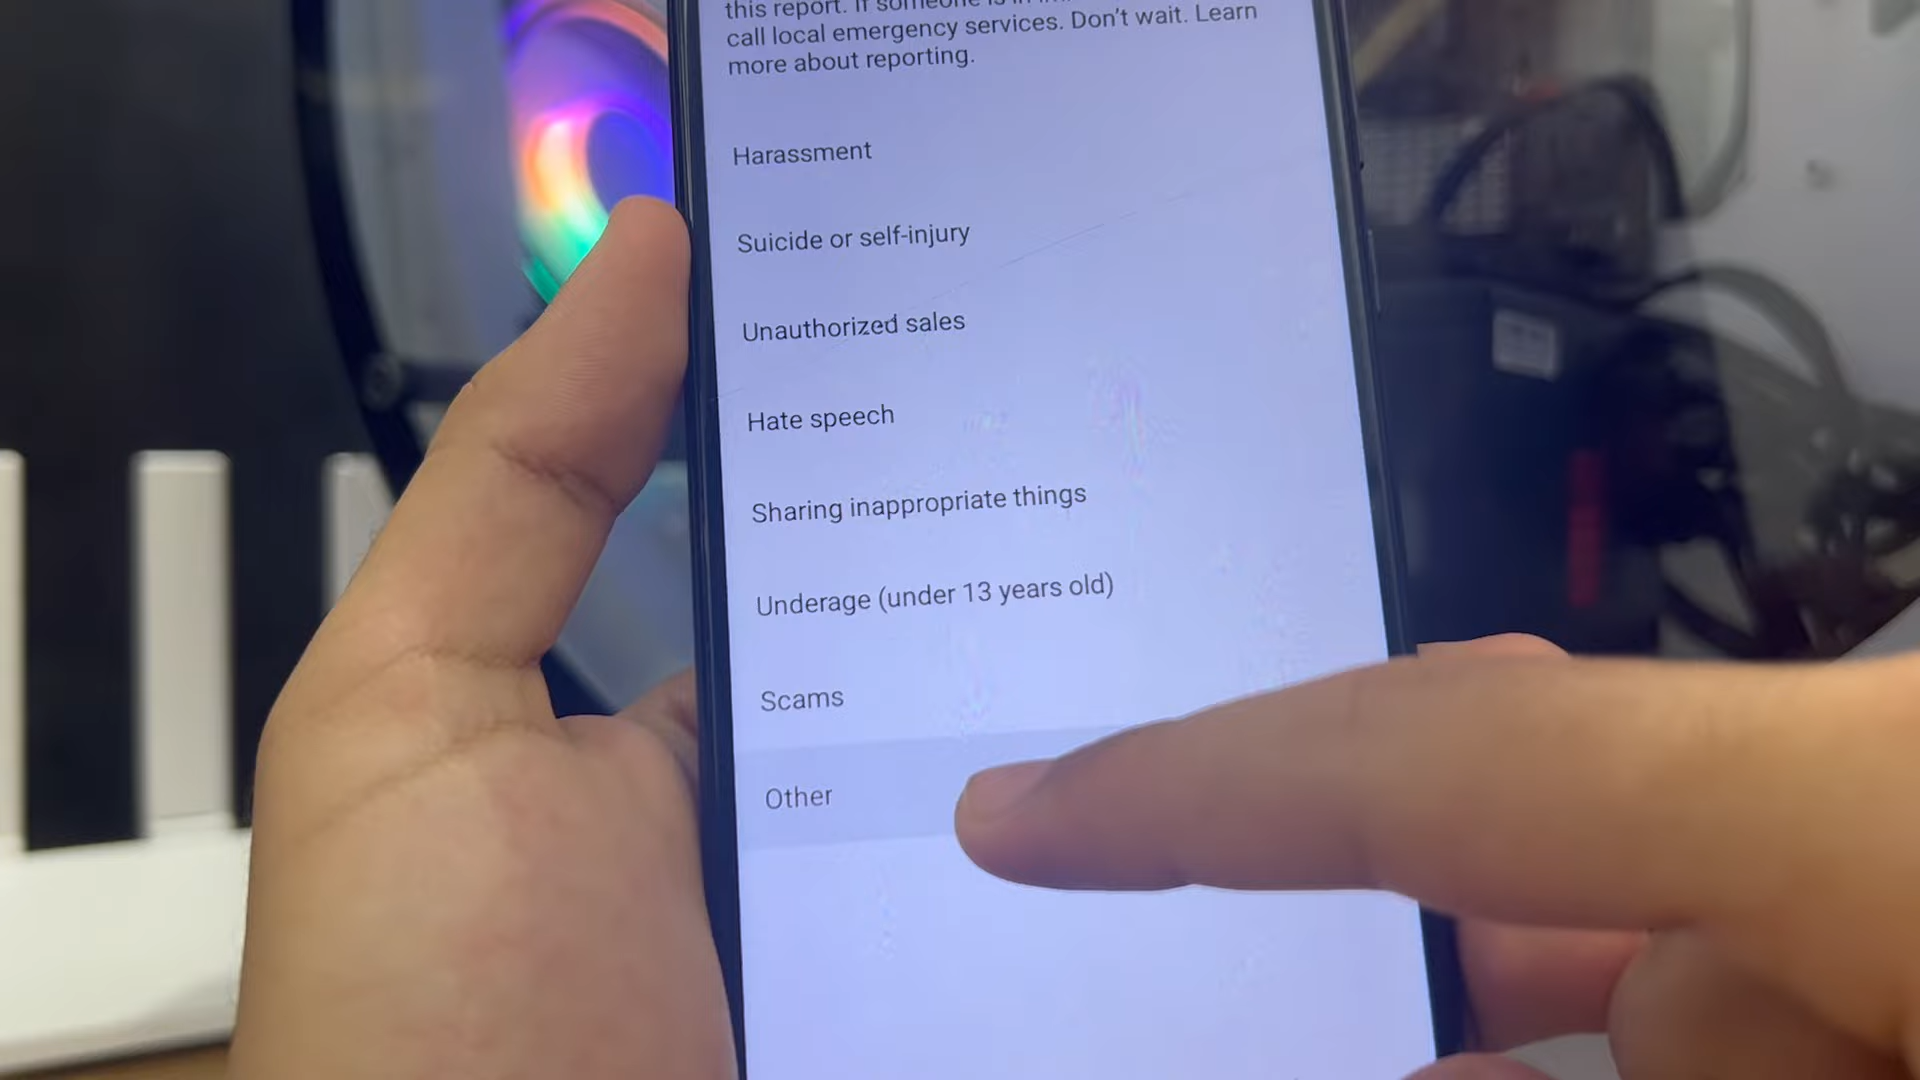 this report. If someone is in
call local emergency services. Don't wait. Learn
more about reporting.
Harassment
Suicide or self-injury
Unauthorized sales
Hate speech
Sharing inappropriate things
Underage (under 13 years old)
Scams
Other